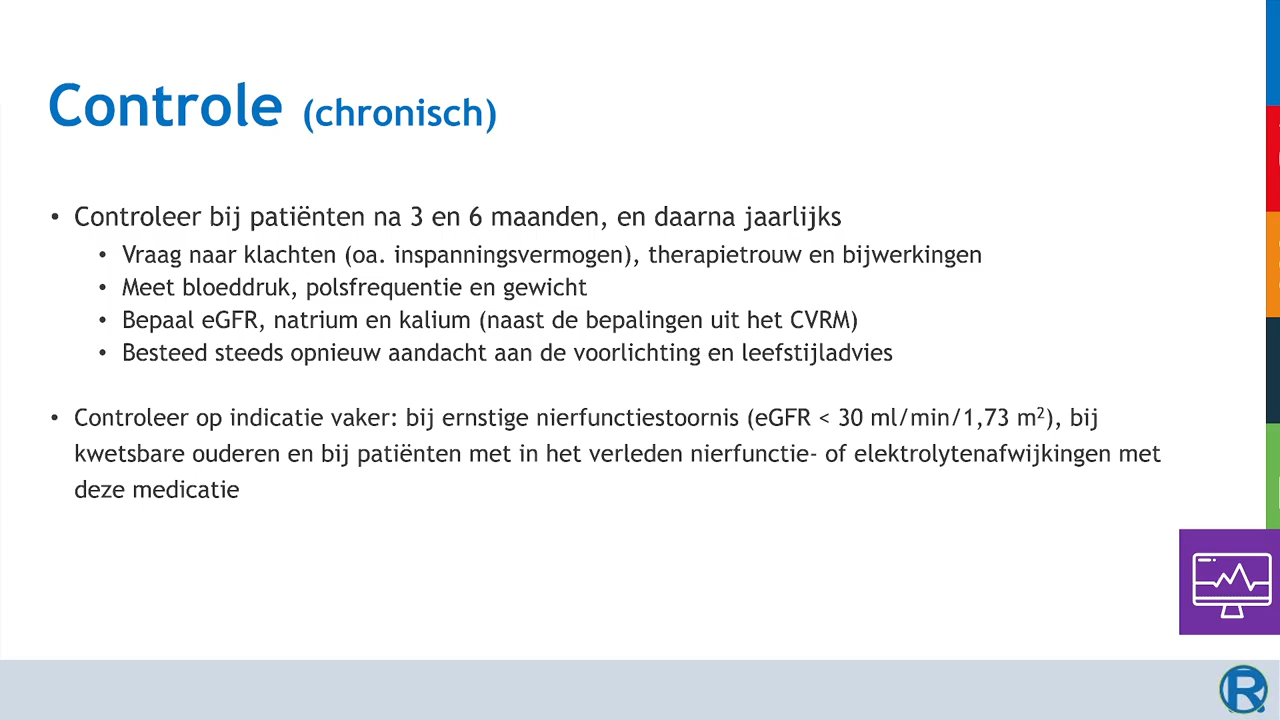 Controle (chronisch)
• Controleer bij patiënten na 3 en 6 maanden, en daarna jaarlijks
• Vraag naar klachten (oa. inspanningsvermogen), therapietrouw en bijwerkingen
• Meet bloeddruk, polsfrequentie en gewicht
• Bepaal eGFR, natrium en kalium (naast de bepalingen uit het CVRM)
• Besteed steeds opnieuw aandacht aan de voorlichting en leefstijladvies
• Controleer op indicatie vaker: bij ernstige nierfunctiestoornis (eGFR < 30 ml/min/1,73 m²), bij
kwetsbare ouderen en bij patiënten met in het verleden nierfunctie- of elektrolytenafwijkingen met
deze medicatie
R